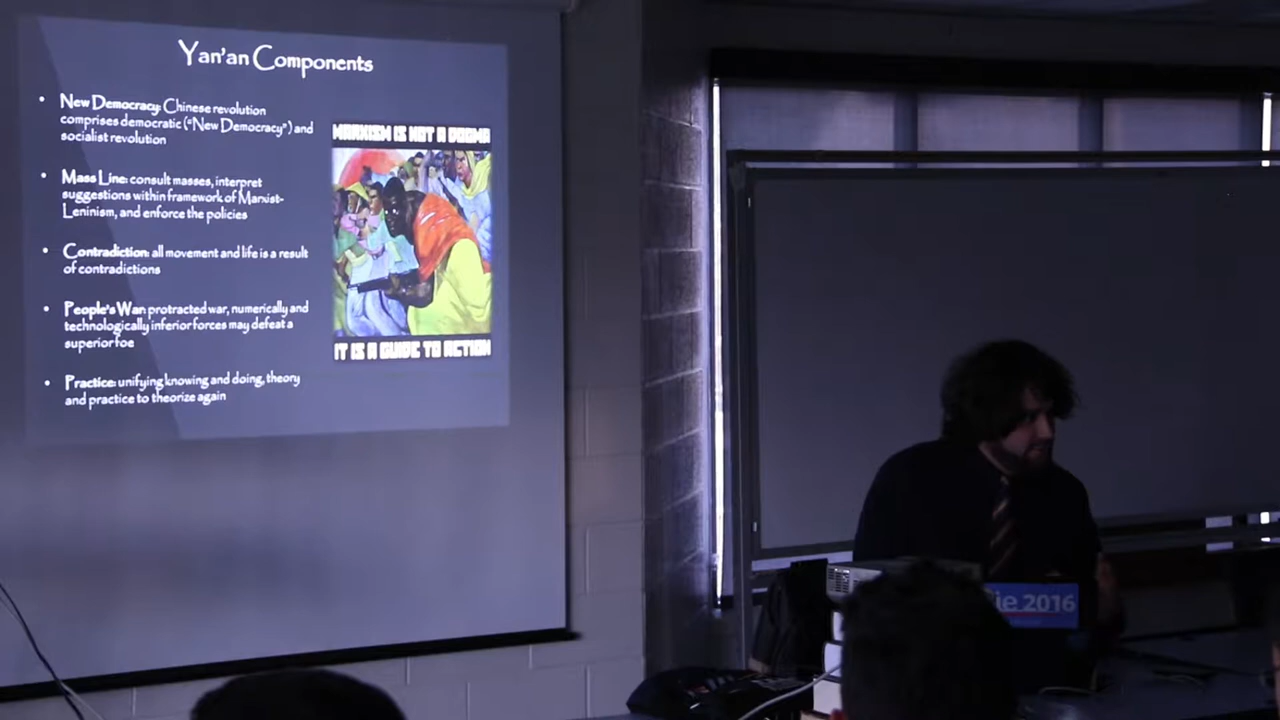 Yan'an Components
• New Democracy: Chinese revolution
comprises democratic ("New Democracy") and
socialist revolution
• Mass Line: consult masses, interpret
suggestions within framework of Marxist-
Leninism, and enforce the policies
• Contradiction: all movement and life is a result
of contradictions
• People's War: protracted war, numerically and
technologically inferior forces may defeat a
superior foe
• Practice: unifying knowing and doing, theory
and practice to theorize again
MARXISM IS NOT A DOGMA
IT IS A GUIDE TO ACTION
2016